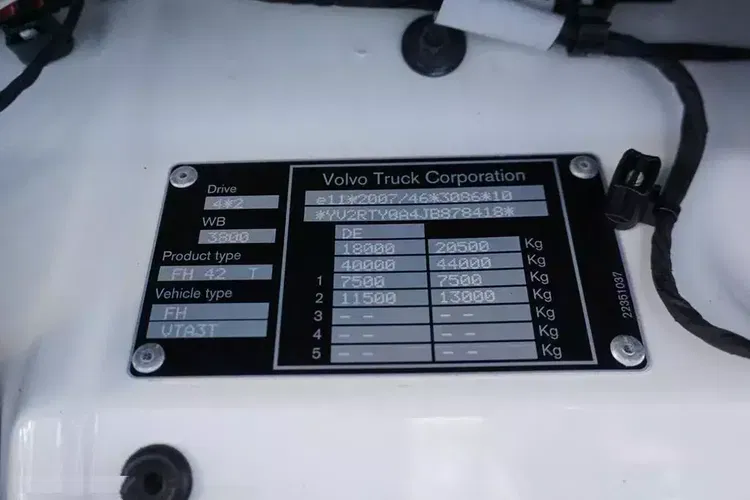 Volvo Truck Corporation
Drive
4*2
WB
3800
Product type
FH 42 T
Vehicle type
FH
VTA3T
e11*2007/46*3086*10
*YV2RTY0A4JB878418*
DE
18000 20500 Kg
40000 44000 Kg
1 7500 7500 Kg
2 11500 13000 Kg
3 - - - - Kg
4 - - - - Kg
5 - - - - Kg
22351037